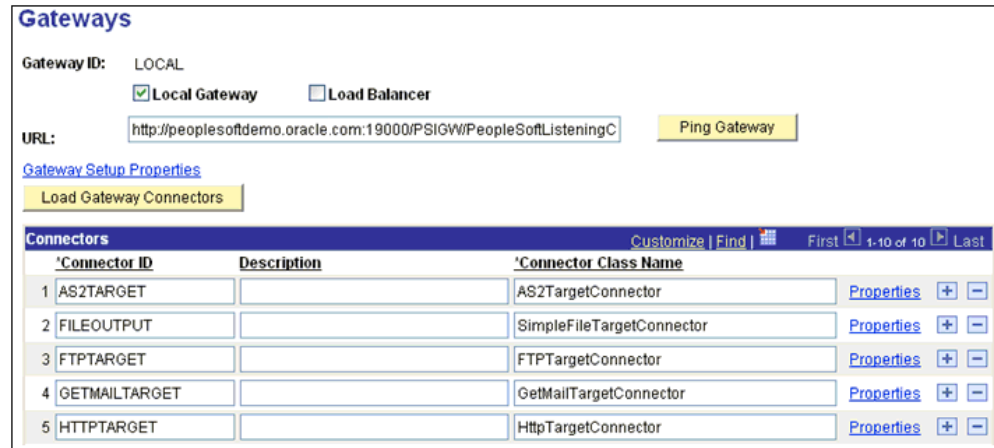 Gateways
Gateway ID: LOCAL
Local Gateway Load Balancer
URL: http://peoplesoftdemo.oracle.com:19000/PSIGW/PeopleSoftListeningC Ping Gateway
Gateway Setup Properties
Load Gateway Connectors
Connectors Customize | Find | First 1-10 of 10 Last
*Connector ID Description *Connector Class Name
1 AS2TARGET AS2TargetConnector Properties + -
2 FILEOUTPUT SimpleFileTargetConnector Properties + -
3 FTPTARGET FTPTargetConnector Properties + -
4 GETMAILTARGET GetMailTargetConnector Properties + -
5 HTTPTARGET HttpTargetConnector Properties + -